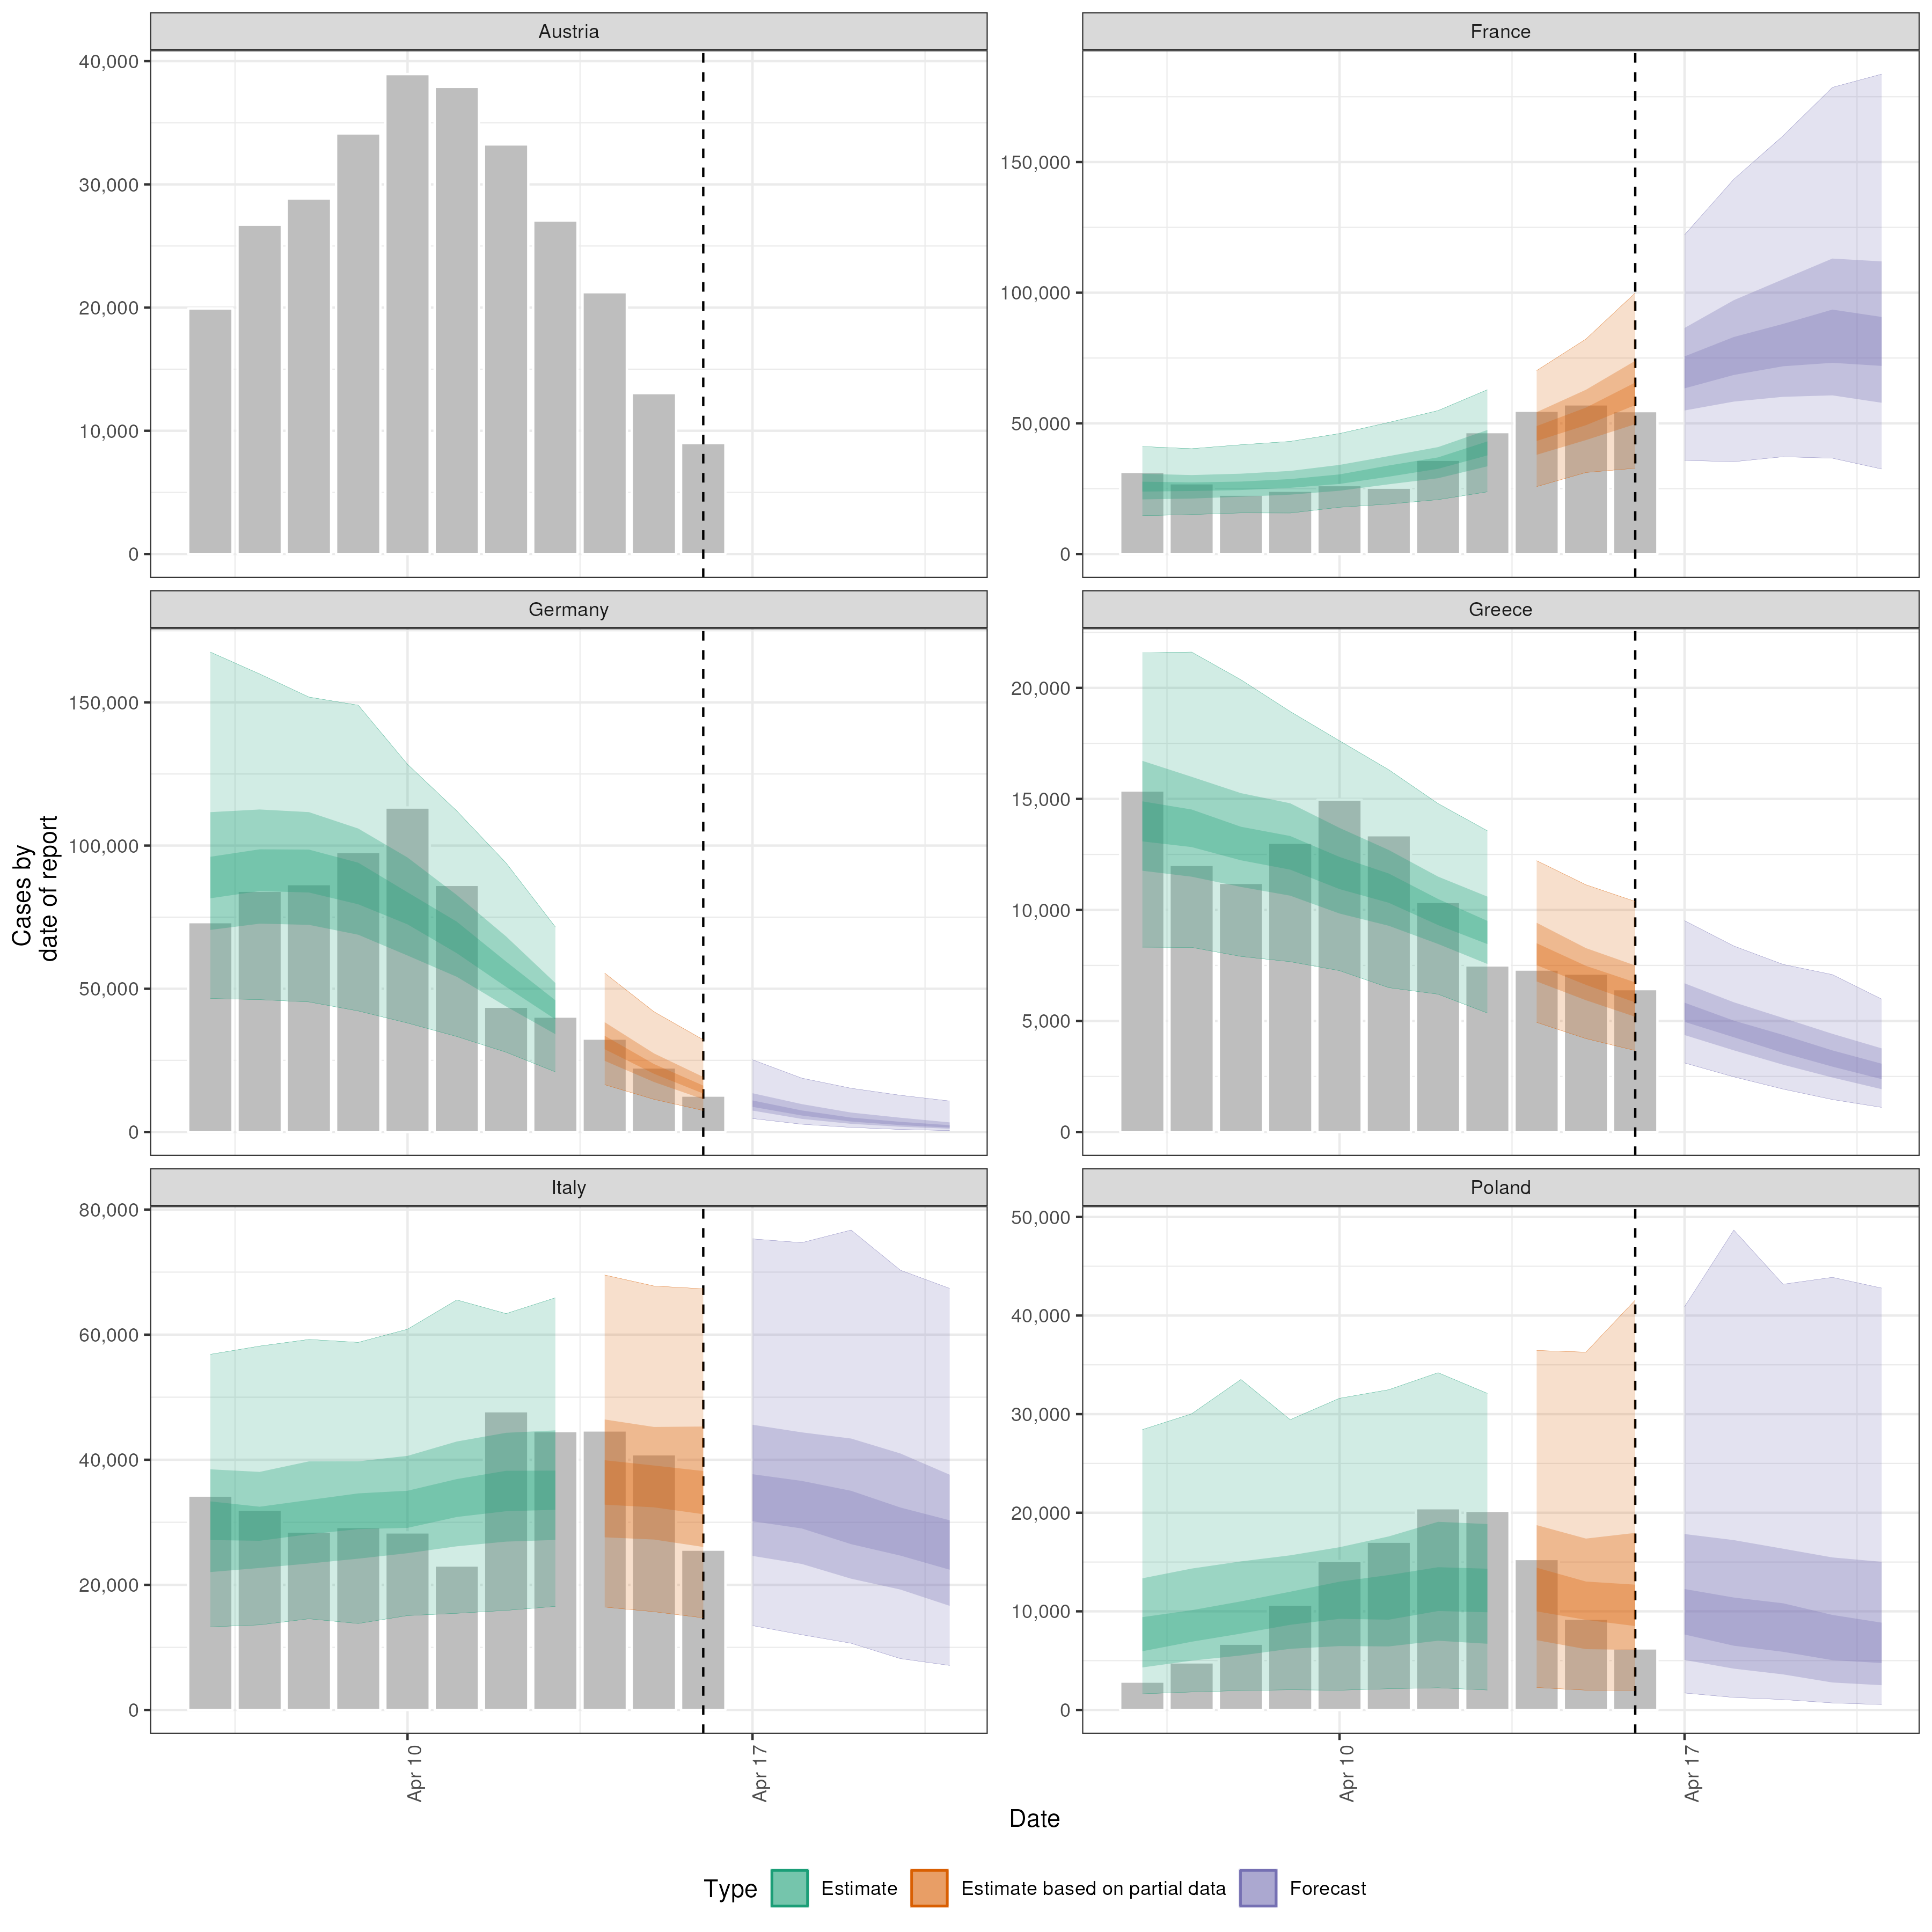 Austria
France
40,000
30,000
20,000
10,000
0
150,000
100,000
50,000
0
Germany
Greece
150,000
100,000
50,000
0
20,000
15,000
10,000
5,000
0
Cases by
date of report
Italy
Poland
80,000
60,000
40,000
20,000
0
50,000
40,000
30,000
20,000
10,000
0
Apr 10
Apr 17
Apr 10
Apr 17
Date
Type Estimate Estimate based on partial data Forecast